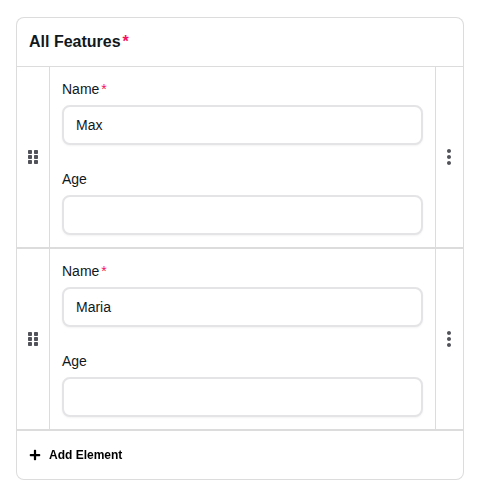 All Features*
Name*
Max
Age
Name*
Maria
Age
Add Element